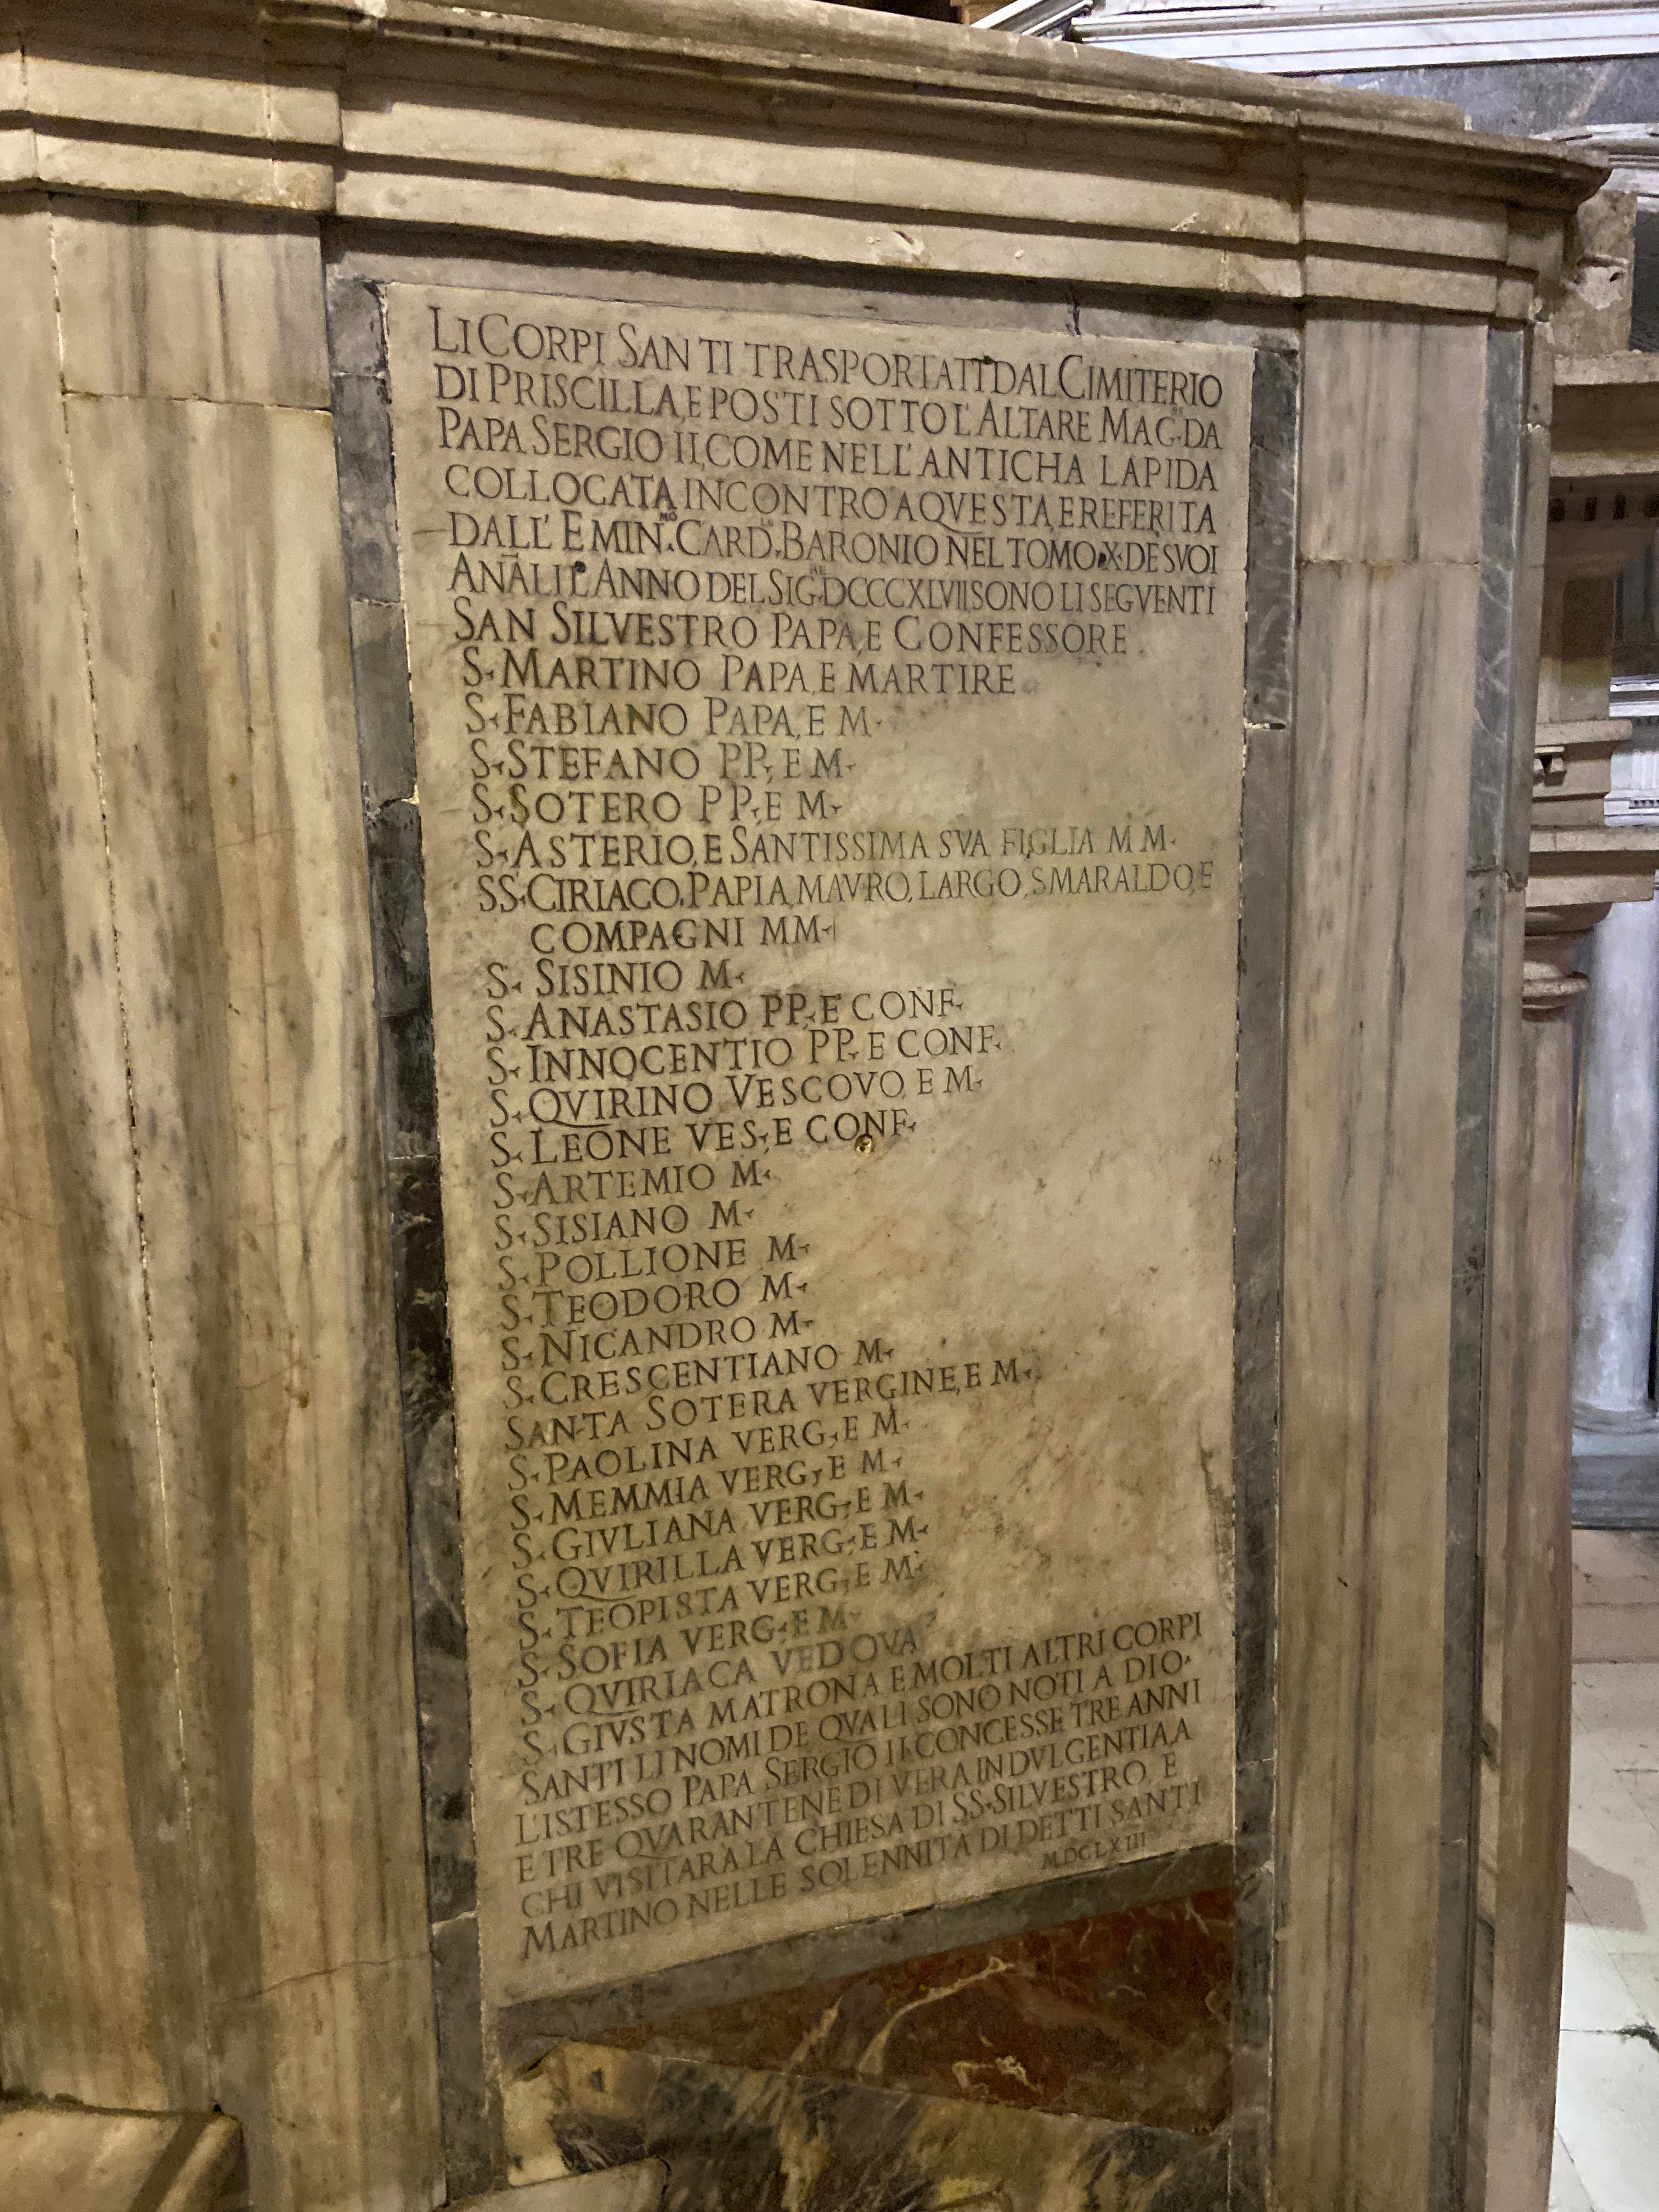 LI CORPI SANTI TRASPORTATI DAL CIMITERIO
DI PRISCILLA, E POSTI SOTTO L'ALTARE MAG.RE DA
PAPA SERGIO II, COME NELL'ANTICHA LAPIDA
COLLOCATA INCONTRO A QVESTA, E REFERITA
DALL'EMIN.MO CARD.LE BARONIO NEL TOMO X. DE SVOI
ANÃLI L'ANNO DEL SIG.RE DCCCXLVII SONO LI SEGVENTI
SAN SILVESTRO PAPA, E CONFESSORE
S. MARTINO PAPA, E MARTIRE
S. FABIANO PAPA, E M.
S. STEFANO PP, E M.
S. SOTERO PP, E M.
S. ASTERIO, E SANTISSIMA SVA FIGLIA MM.
SS. CIRIACO, PAPIA, MAVRO, LARGO, SMARALDO, E
COMPAGNI MM.
S. SISINIO M.
S. ANASTASIO PP, E CONF.
S. INNOCENTIO PP. E CONF.
S. QVIRINO VESCOVO, E M.
S. LEONE VES., E CONF.
S. ARTEMIO M.
S. SISIANO M.
S. POLLIONE M.
S. TEODORO M.
S. NICANDRO M.
S. CRESCENTIANO M.
SANTA SOTERA VERGINE, E M.
S. PAOLINA VERG., E M.
S. MEMMIA VERG., E M.
S. GIVLIANA VERG., E M.
S. QVIRILLA VERG., E M.
S. TEOPISTA VERG., E M.
S. SOFIA VERG. E M.
S. QVIRIACA VEDOVA
S. GIVSTA MATRONA E MOLTI ALTRI CORPI
SANTI LI NOMI DE QVALI SONO NOTI A DIO.
L'ISTESSO PAPA SERGIO II. CONCESSE TRE ANNI
E TRE QVARANTENE DI VERA INDVLGENTIA A
CHI VISITARA LA CHIESA DI SS. SILVESTRO, E
MARTINO NELLE SOLENNITA DI DETTI SANTI
MDCLXIII